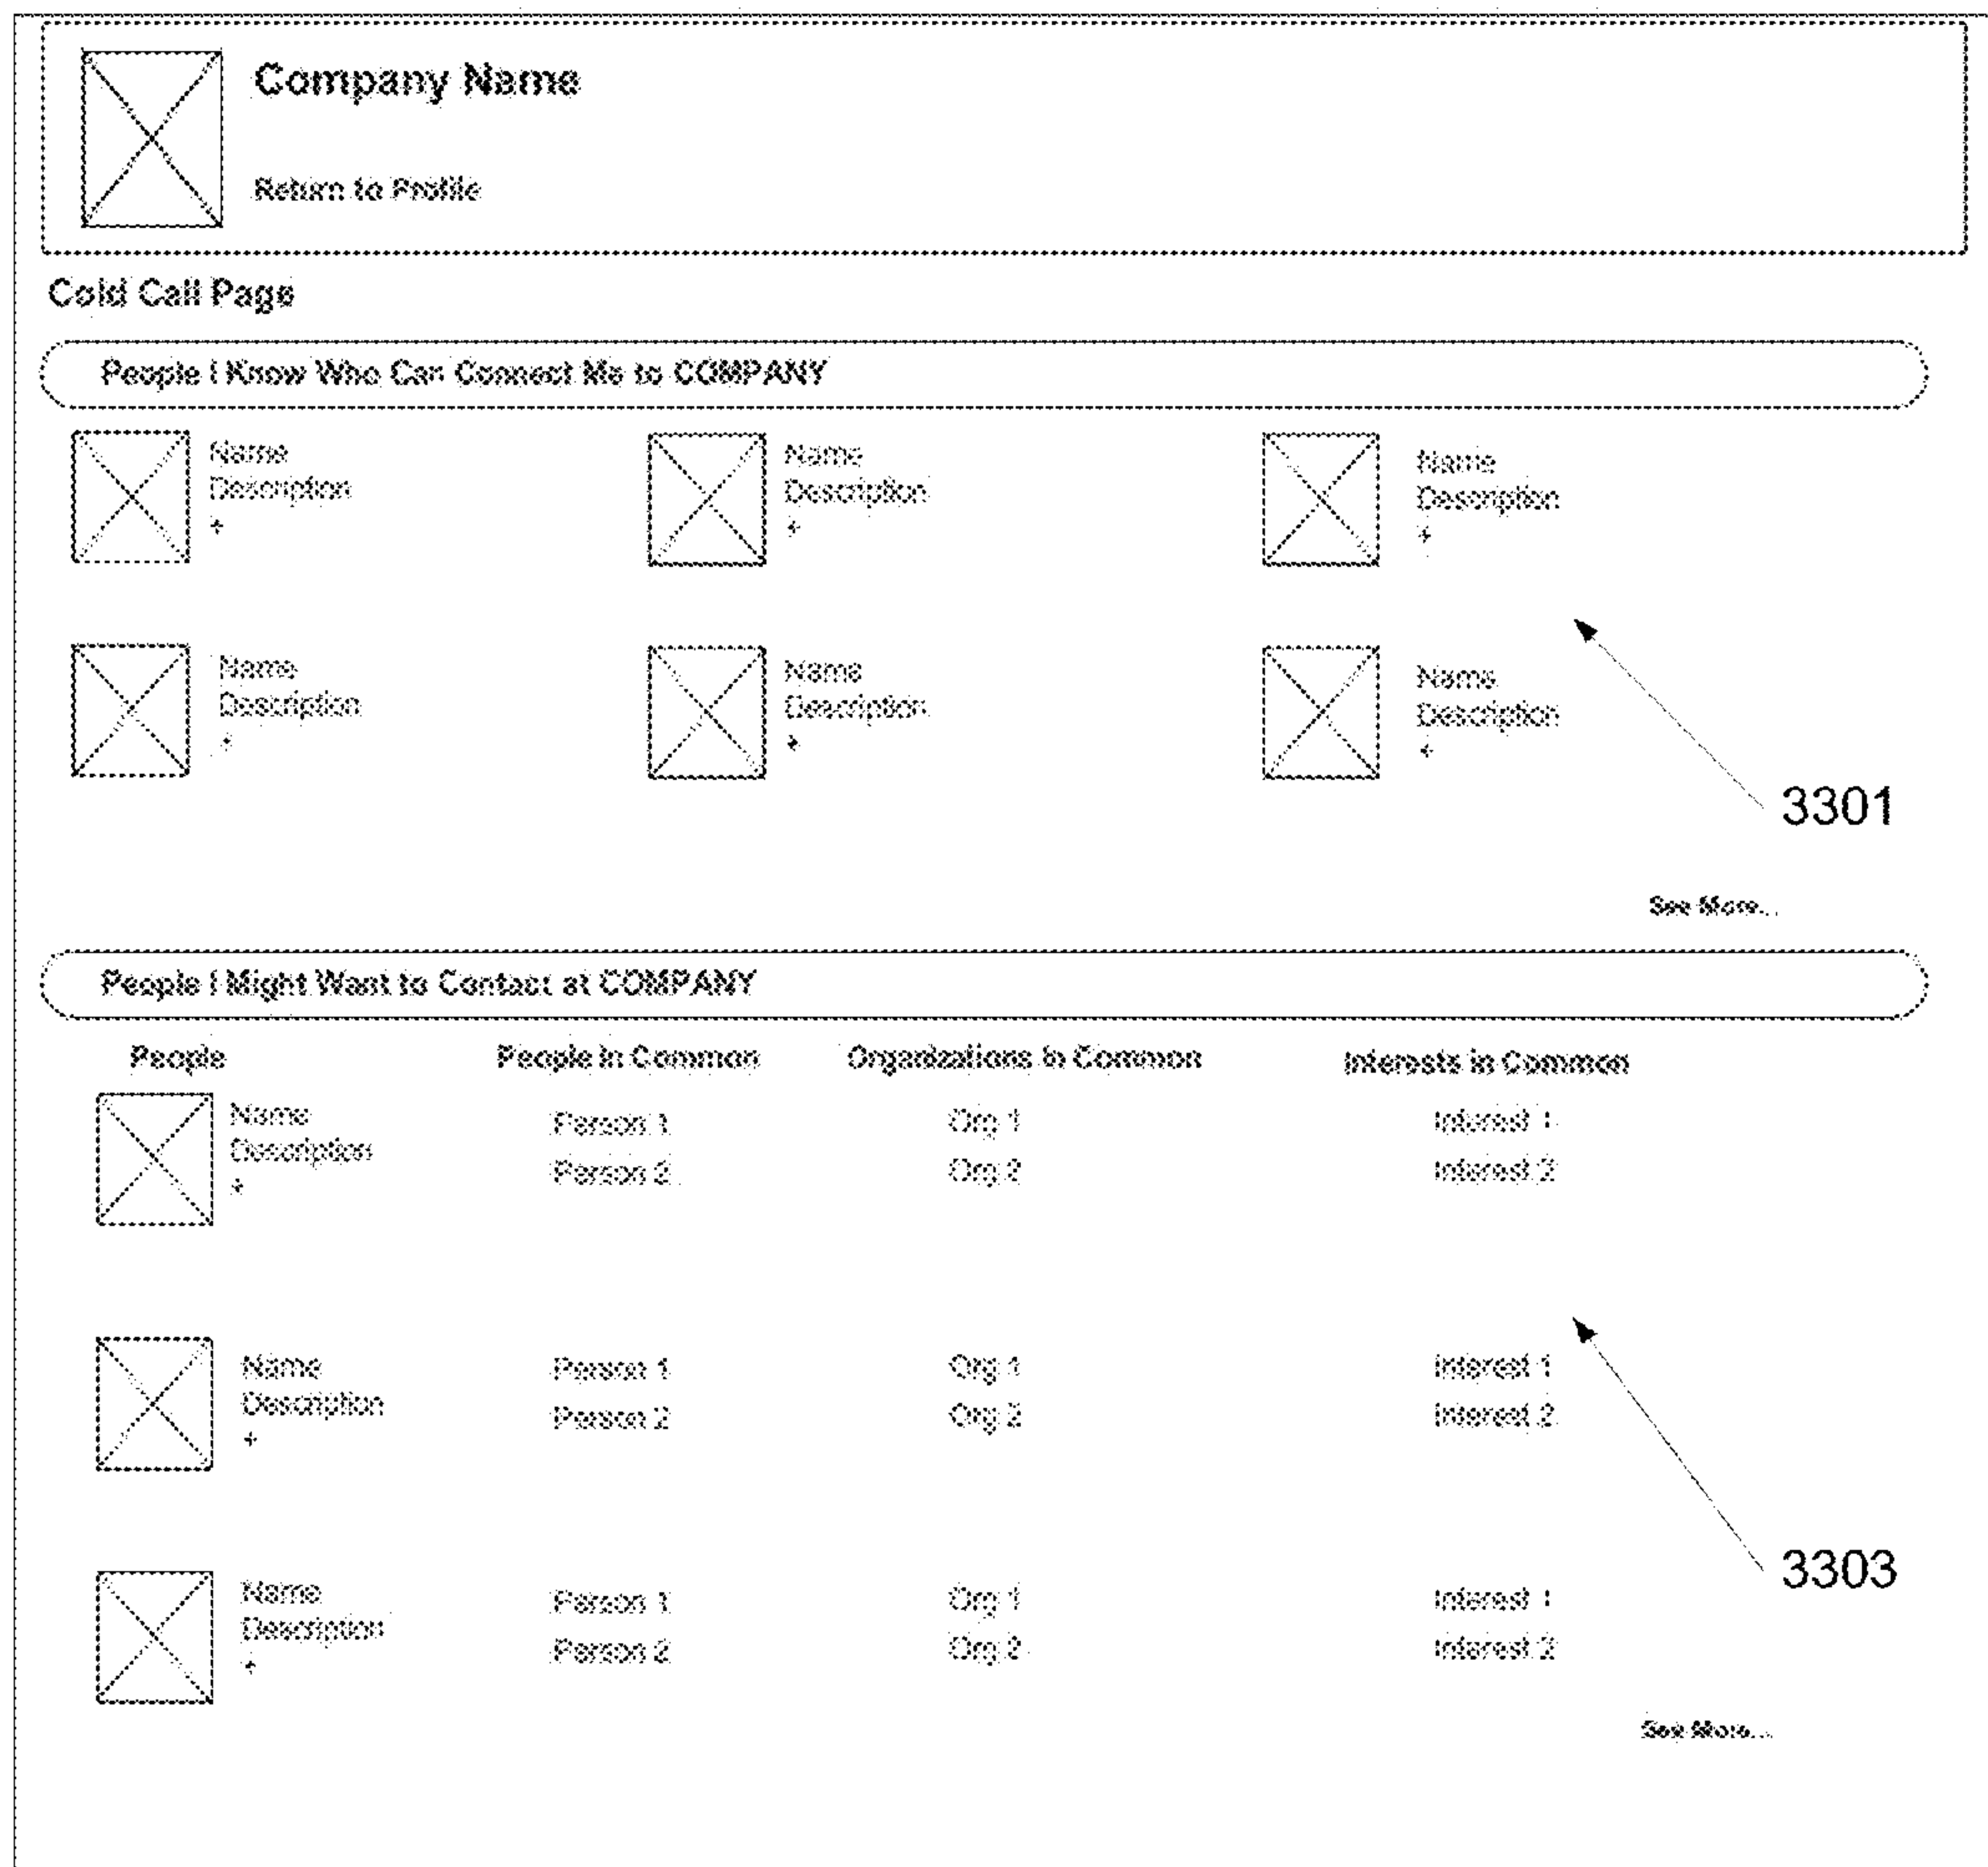 Company Name
Return to Profile
Cold Call Page
People I Know Who Can Connect Me to COMPANY
Name Name Name
Description Description Description
+ + +
Name Name Name
Description Description Description
+ + +
3301
See More...
People I Might Want to Contact at COMPANY
People People In Common Organizations In Common Interests in Common
Name Person 1 Org 1 Interest 1
Description Person 2 Org 2 Interest 2
+
Name Person 1 Org 1 Interest 1
Description Person 2 Org 2 Interest 2
+
3303
Name Person 1 Org 1 Interest 1
Description Person 2 Org 2 Interest 2
+
See More...